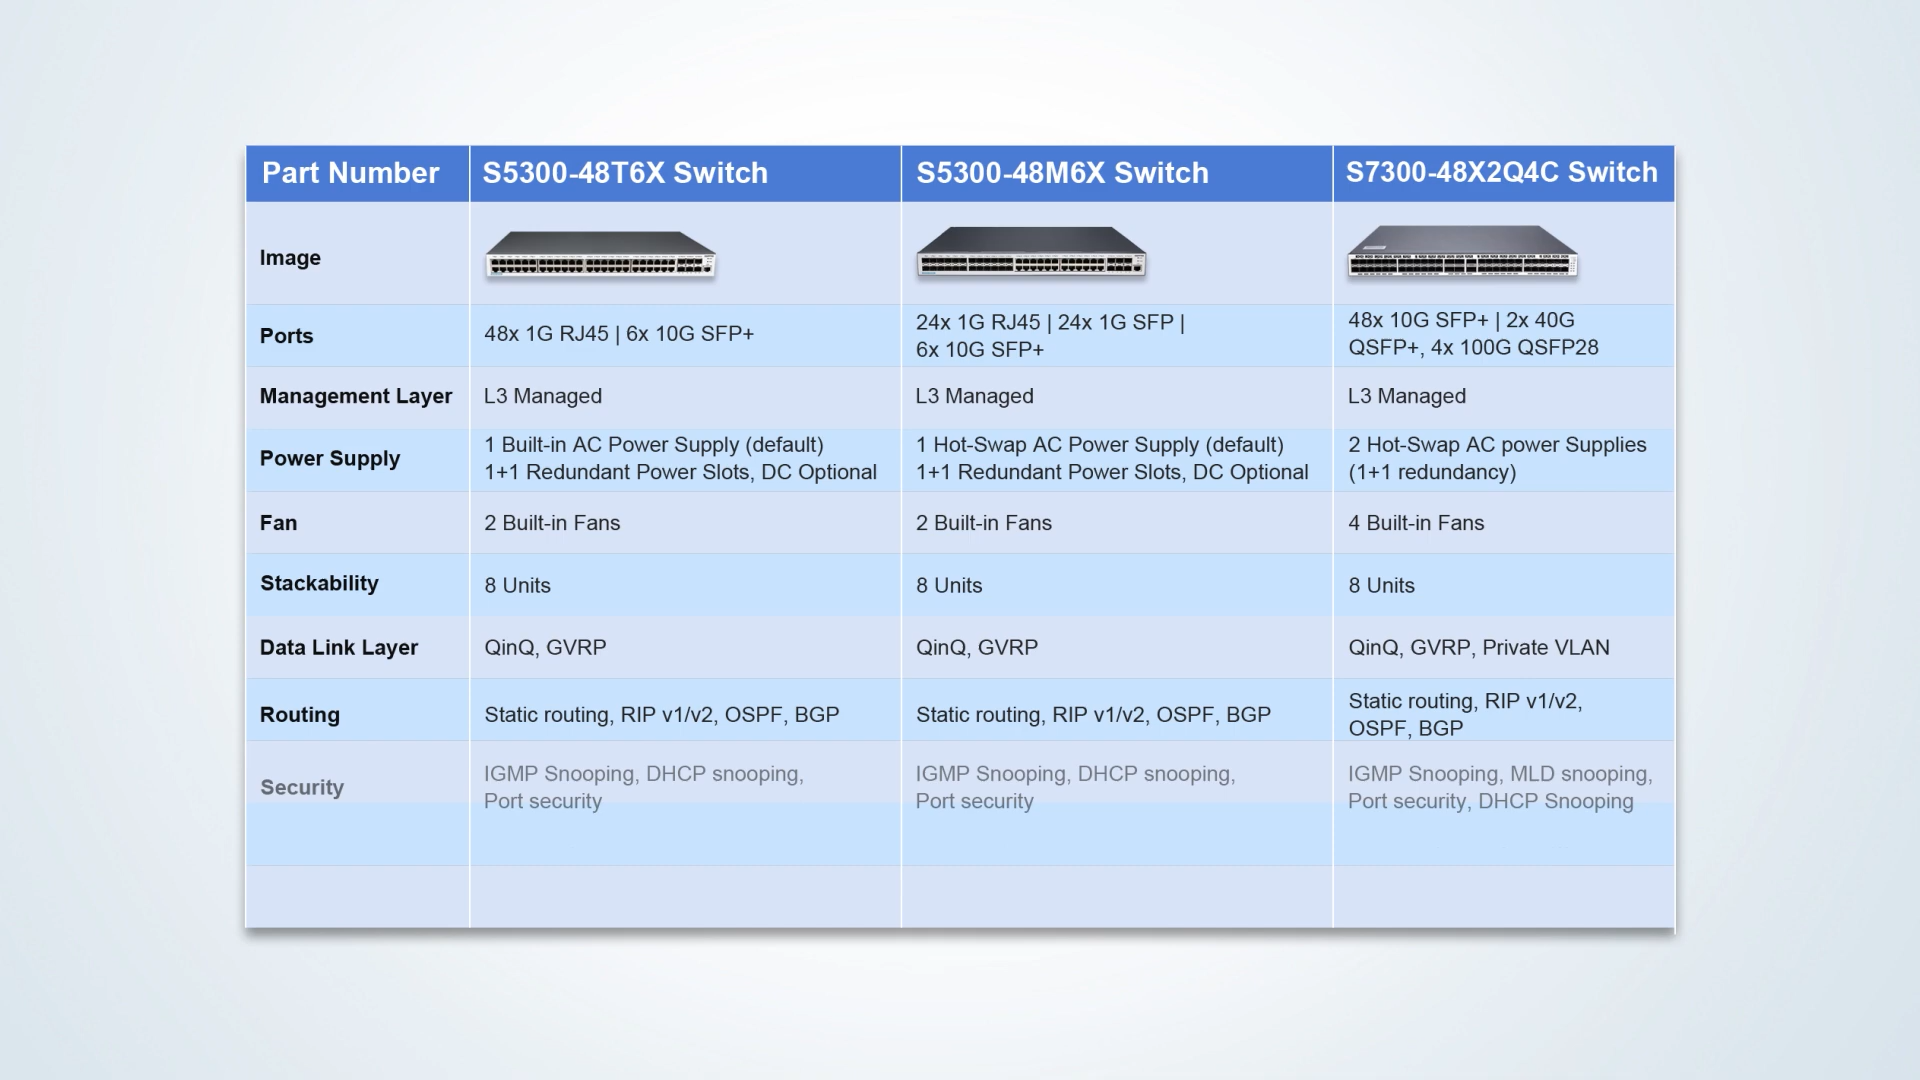 Part Number
S5300-48T6X Switch
S5300-48M6X Switch
S7300-48X2Q4C Switch
Image
Ports
48x 1G RJ45 | 6x 10G SFP+
24x 1G RJ45 | 24x 1G SFP |
6x 10G SFP+
48x 10G SFP+ | 2x 40G
QSFP+, 4x 100G QSFP28
Management Layer
L3 Managed
L3 Managed
L3 Managed
Power Supply
1 Built-in AC Power Supply (default)
1+1 Redundant Power Slots, DC Optional
1 Hot-Swap AC Power Supply (default)
1+1 Redundant Power Slots, DC Optional
2 Hot-Swap AC power Supplies
(1+1 redundancy)
Fan
2 Built-in Fans
2 Built-in Fans
4 Built-in Fans
Stackability
8 Units
8 Units
8 Units
Data Link Layer
QinQ, GVRP
QinQ, GVRP
QinQ, GVRP, Private VLAN
Routing
Static routing, RIP v1/v2, OSPF, BGP
Static routing, RIP v1/v2, OSPF, BGP
Static routing, RIP v1/v2,
OSPF, BGP
Security
IGMP Snooping, DHCP snooping,
Port security
IGMP Snooping, DHCP snooping,
Port security
IGMP Snooping, MLD snooping,
Port security, DHCP Snooping